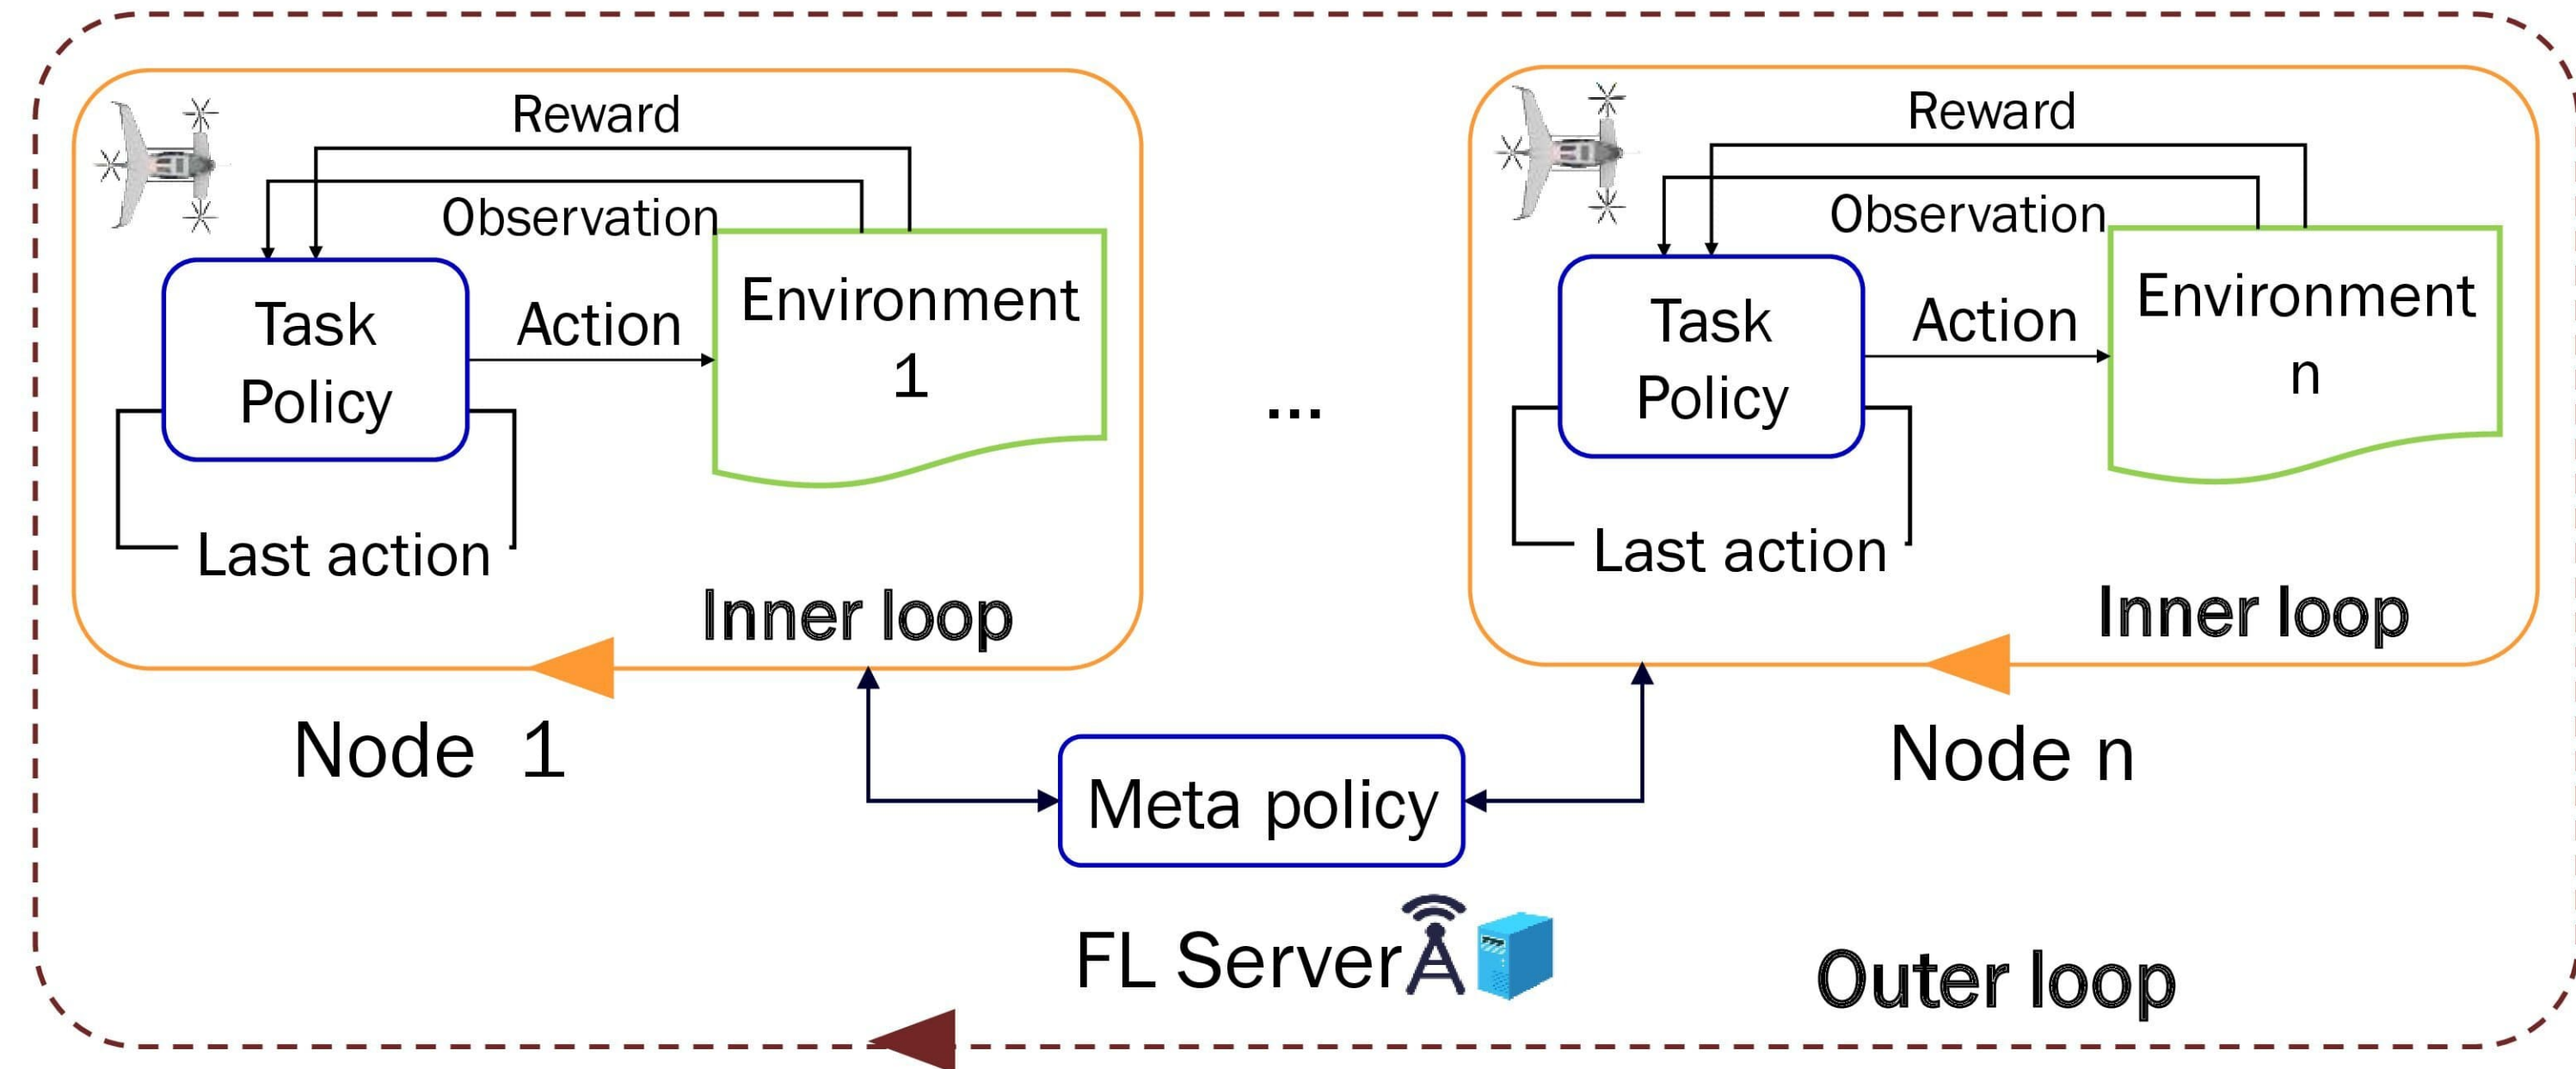 Reward
Observation
Task
Policy
Action
Environment
1
Last action
Inner loop
Node 1
...
Reward
Observation
Task
Policy
Action
Environment
n
Last action
Inner loop
Node n
Meta policy
FL Server
Outer loop